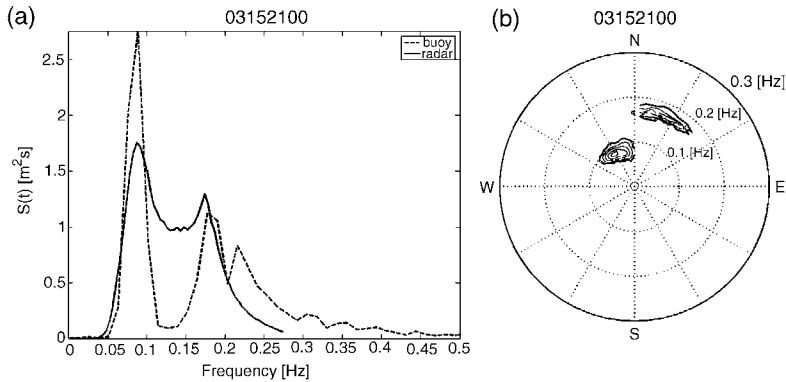 (a)
03152100
buoy
radar
2.5
2
1.5
1
0.5
0
S(t) [m²s]
0 0.05 0.1 0.15 0.2 0.25 0.3 0.35 0.4 0.45 0.5
Frequency [Hz]
(b)
03152100
N
0.3 [Hz]
0.2 [Hz]
0.1 [Hz]
W
E
S